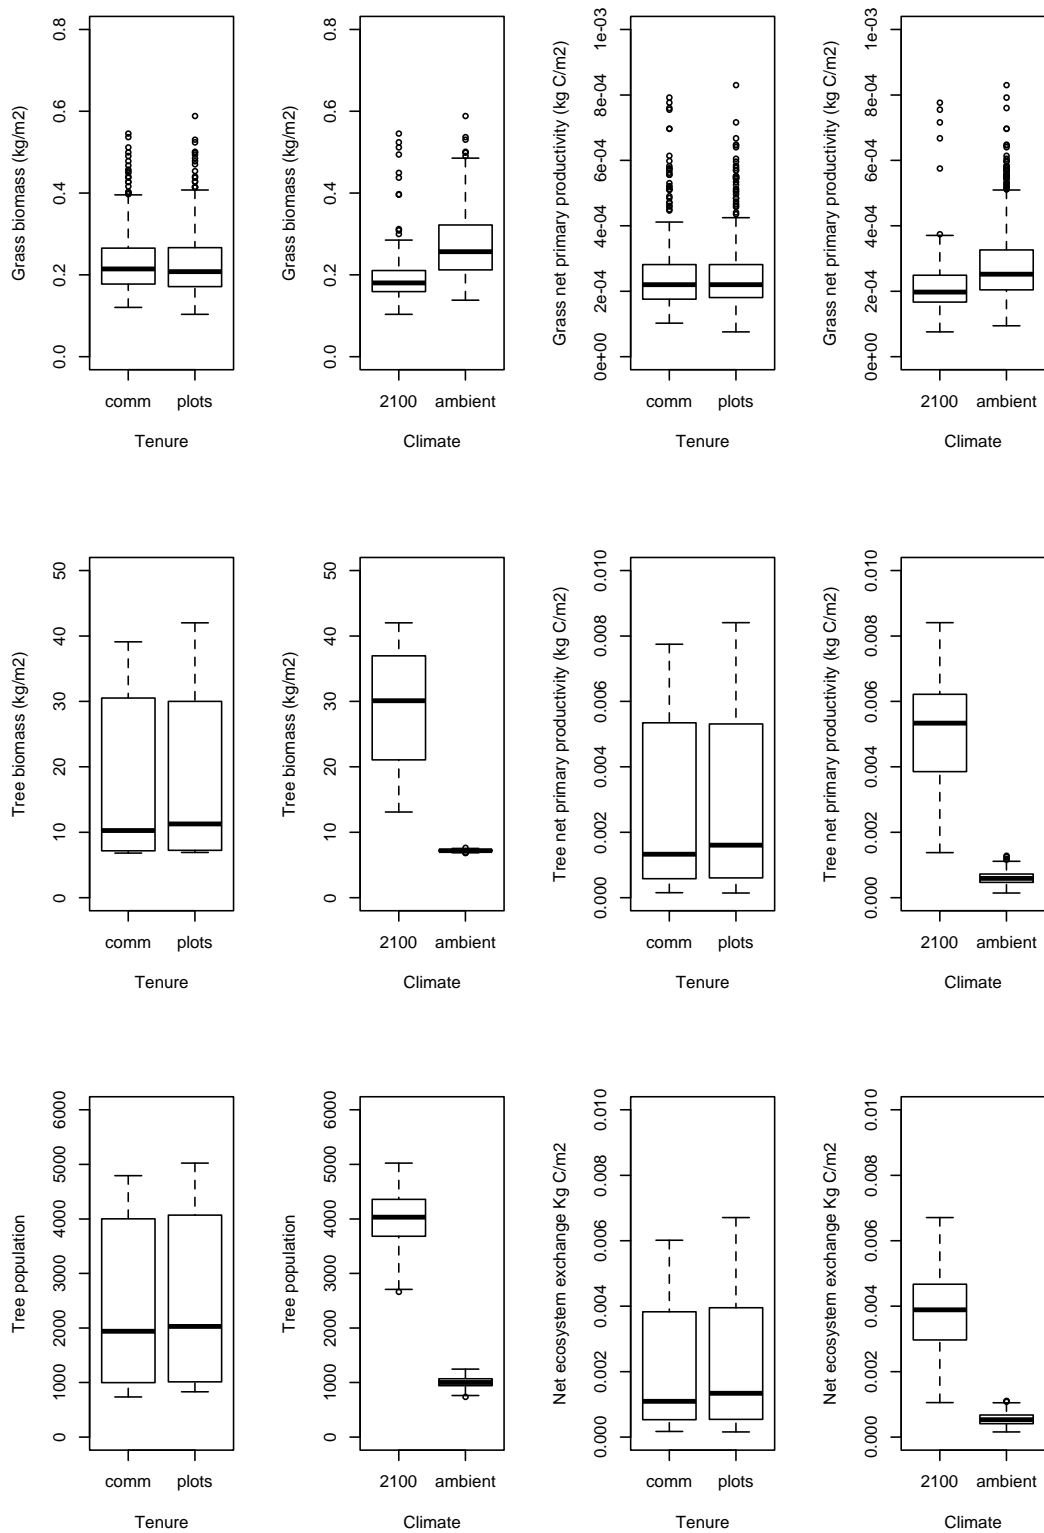 Grass biomass (kg/m2)
0.0 0.2 0.4 0.6 0.8
comm plots
Tenure
Grass biomass (kg/m2)
0.0 0.2 0.4 0.6 0.8
2100 ambient
Climate
Grass net primary productivity (kg C/m2)
0e+00 2e-04 4e-04 6e-04 8e-04 1e-03
comm plots
Tenure
Grass net primary productivity (kg C/m2)
0e+00 2e-04 4e-04 6e-04 8e-04 1e-03
2100 ambient
Climate
Tree biomass (kg/m2)
0 10 20 30 40 50
comm plots
Tenure
Tree biomass (kg/m2)
0 10 20 30 40 50
2100 ambient
Climate
Tree net primary productivity (kg C/m2)
0.000 0.002 0.004 0.006 0.008 0.010
comm plots
Tenure
Tree net primary productivity (kg C/m2)
0.000 0.002 0.004 0.006 0.008 0.010
2100 ambient
Climate
Tree population
0 1000 2000 3000 4000 5000 6000
comm plots
Tenure
Tree population
0 1000 2000 3000 4000 5000 6000
2100 ambient
Climate
Net ecosystem exchange Kg C/m2
0.000 0.002 0.004 0.006 0.008 0.010
comm plots
Tenure
Net ecosystem exchange Kg C/m2
0.000 0.002 0.004 0.006 0.008 0.010
2100 ambient
Climate